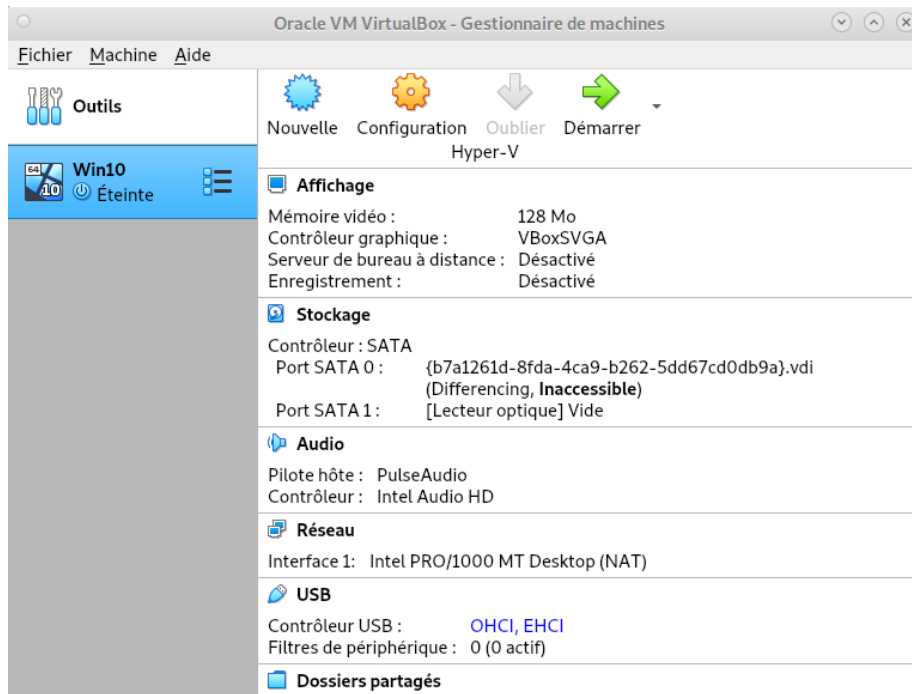 Oracle VM VirtualBox - Gestionnaire de machines
Fichier Machine Aide
Outils
Nouvelle Configuration Oublier Démarrer
Hyper-V
64
10
Win10
Éteinte
Affichage
Mémoire vidéo : 128 Mo
Contrôleur graphique : VBoxSVGA
Serveur de bureau à distance : Désactivé
Enregistrement : Désactivé
Stockage
Contrôleur : SATA
Port SATA 0 : {b7a1261d-8fda-4ca9-b262-5dd67cd0db9a}.vdi
(Differencing, Inaccessible)
Port SATA 1 : [Lecteur optique] Vide
Audio
Pilote hôte : PulseAudio
Contrôleur : Intel Audio HD
Réseau
Interface 1: Intel PRO/1000 MT Desktop (NAT)
USB
Contrôleur USB : OHCI, EHCI
Filtres de périphérique : 0 (0 actif)
Dossiers partagés